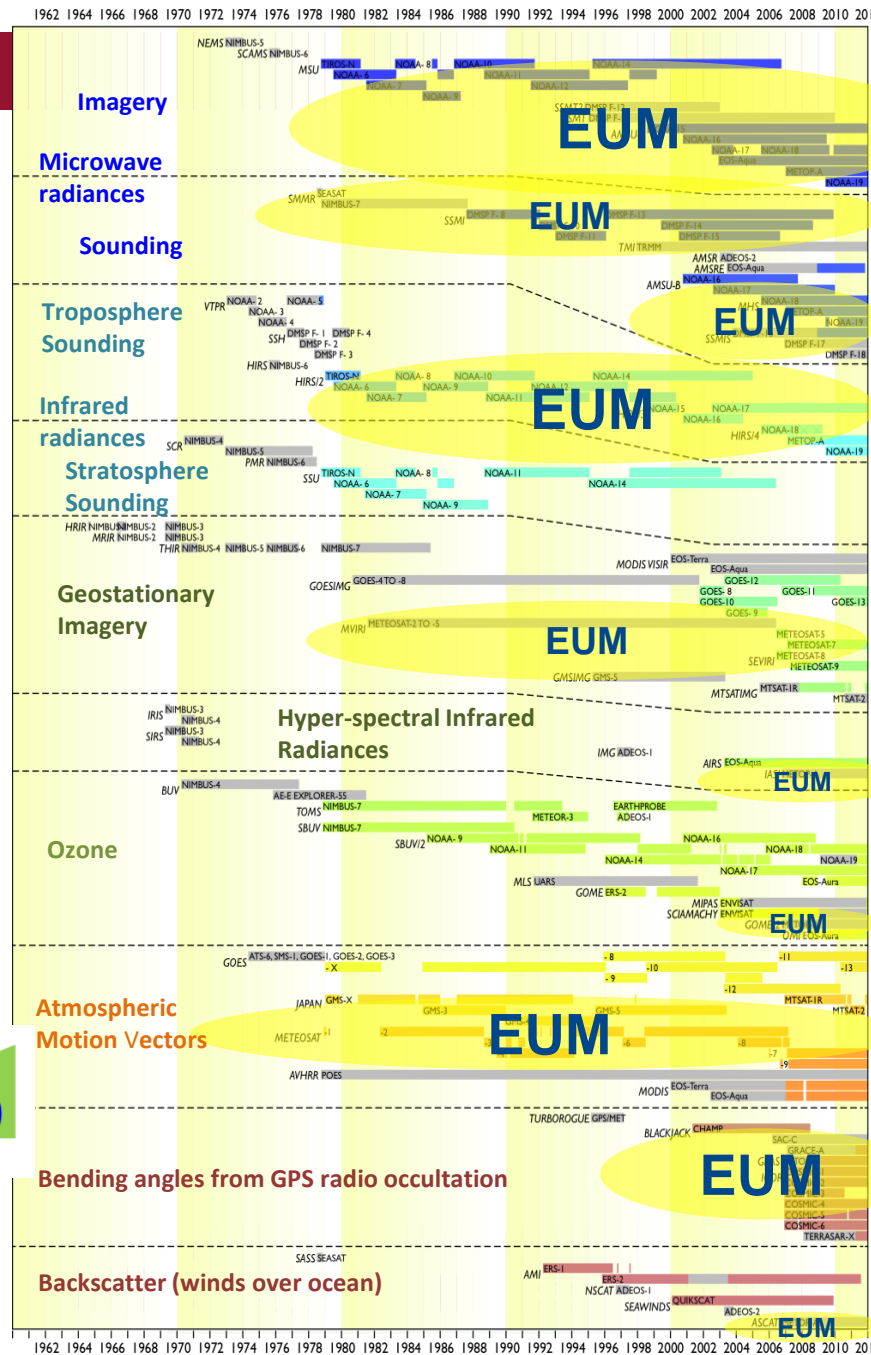 1962 1964 1966 1968 1970 1972 1974 1976 1978 1980 1982 1984 1986 1988 1990 1992 1994 1996 1998 2000 2002 2004 2006 2008 2010
NEMS NIMBUS-5
SCAMS NIMBUS-6
MSU TIROS-N NOAA- 8 NOAA-10 NOAA-14
NOAA- 6 NOAA-11
NOAA- 7 NOAA-12
NOAA- 9
Imagery
SSMT2 DMSP F-12
EUM
NOAA-16
NOAA-17 NOAA-18
EOS-Aqua
METOP-A
NOAA-19
Microwave
radiances
SMMR SEASAT
NIMBUS-7
SSMI DMSP F- 8 DMSP F-13
EUM
DMSP F-14
DMSP F-11 DMSP F-15
Sounding
TMI TRMM
AMSR ADEOS-2
AMSRE EOS-Aqua
AMSU-B NOAA-16
NOAA-17
MHS NOAA-18
METOP-A
NOAA-19
EUM
SSMIS
DMSP F-17
DMSP F-18
Troposphere
Sounding
VTPR NOAA- 2 NOAA- 5
NOAA- 3
NOAA- 4
SSH DMSP F- 1 DMSP F- 4
DMSP F- 2
DMSP F- 3
HIRS NIMBUS-6
HIRS/2 TIROS-N NOAA- 8 NOAA-10 NOAA-14
NOAA- 6 NOAA- 9 NOAA-12
NOAA- 7 NOAA-11
EUM
NOAA-15 NOAA-17
NOAA-16
HIRS/4 NOAA-18
METOP-A
NOAA-19
Infrared
radiances
SCR NIMBUS-4
NIMBUS-5
PMR NIMBUS-6
Stratosphere
Sounding
SSU TIROS-N NOAA- 8 NOAA-11
NOAA- 6 NOAA-14
NOAA- 7
NOAA- 9
HRIR NIMBUS NIMBUS-2 NIMBUS-3
MRIR NIMBUS-2 NIMBUS-3
THIR NIMBUS-4 NIMBUS-5 NIMBUS-6 NIMBUS-7
MODIS VISIR EOS-Terra
EOS-Aqua
GOESIMG GOES-4 TO -8 GOES-12
GOES- 8 GOES-11
GOES-10 GOES-13
GOES- 9
Geostationary
Imagery
MVIRI METEOSAT-2 TO -5
EUM
METEOSAT-5
METEOSAT-7
SEVIRI METEOSAT-8
METEOSAT-9
GMSIMG GMS-5
MTSATIMG MTSAT-1R
MTSAT-2
IRIS NIMBUS-3
NIMBUS-4
SIRS NIMBUS-3
NIMBUS-4
Hyper-spectral Infrared
Radiances
IMG ADEOS-1
AIRS EOS-Aqua
IASI
EUM
BUV NIMBUS-4
AE-E EXPLORER-55
TOMS NIMBUS-7 EARTHPROBE
METEOR-3 ADEOS-1
SBUV NIMBUS-7
SBUV/2 NOAA- 9 NOAA-16
NOAA-11 NOAA-18
NOAA-14 NOAA-19
NOAA-17
Ozone
MLS UARS EOS-Aura
GOME ERS-2
MIPAS ENVISAT
SCIAMACHY ENVISAT
EUM
OMI EOS-Aura
GOES ATS-6, SMS-1, GOES-1, GOES-2, GOES-3 - 8 -11
- X -10 -13
- 9
-12
JAPAN GMS-X MTSAT-1R
GMS-3 GMS-5 MTSAT-2
Atmospheric
Motion Vectors
METEOSAT -1 -2 -6 -8
EUM
-7
-9
AVHRR POES
MODIS EOS-Terra
EOS-Aqua
TURBOROGUE GPS/MET
BLACKJACK CHAMP
SAC-C
GRACE-A
EUM
COSMIC-3
COSMIC-4
COSMIC-5
COSMIC-6
TERRASAR-X
Bending angles from GPS radio occultation
SASS SEASAT
AMI ERS-1
ERS-2
NSCAT ADEOS-1
SEAWINDS QUIKSCAT
ADEOS-2
ASCAT
EUM
Backscatter (winds over ocean)
1962 1964 1966 1968 1970 1972 1974 1976 1978 1980 1982 1984 1986 1988 1990 1992 1994 1996 1998 2000 2002 2004 2006 2008 2010